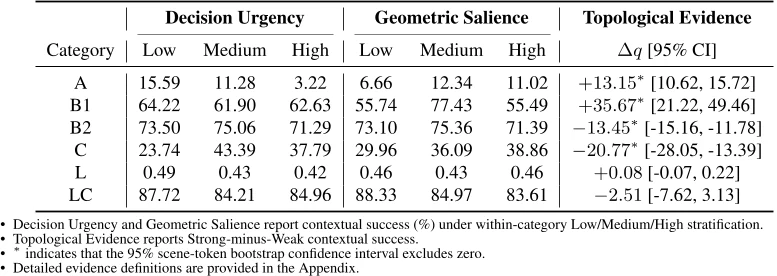 Decision Urgency Geometric Salience Topological Evidence
Category Low Medium High Low Medium High Δq [95% CI]
A 15.59 11.28 3.22 6.66 12.34 11.02 +13.15* [10.62, 15.72]
B1 64.22 61.90 62.63 55.74 77.43 55.49 +35.67* [21.22, 49.46]
B2 73.50 75.06 71.29 73.10 75.36 71.39 −13.45* [-15.16, -11.78]
C 23.74 43.39 37.79 29.96 36.09 38.86 −20.77* [-28.05, -13.39]
L 0.49 0.43 0.42 0.46 0.43 0.46 +0.08 [-0.07, 0.22]
LC 87.72 84.21 84.96 88.33 84.97 83.61 −2.51 [-7.62, 3.13]
• Decision Urgency and Geometric Salience report contextual success (%) under within-category Low/Medium/High stratification.
• Topological Evidence reports Strong-minus-Weak contextual success.
• * indicates that the 95% scene-token bootstrap confidence interval excludes zero.
• Detailed evidence definitions are provided in the Appendix.